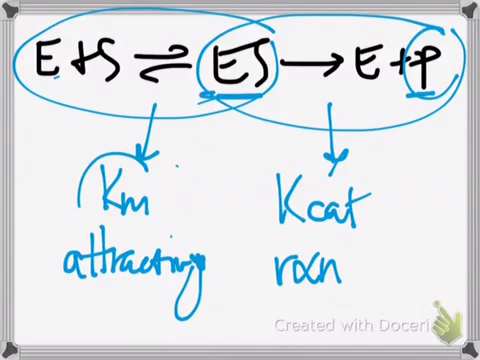 E+S ⇌ ES → E+P
Km Kcat
attracting rxn
Created with Doceri